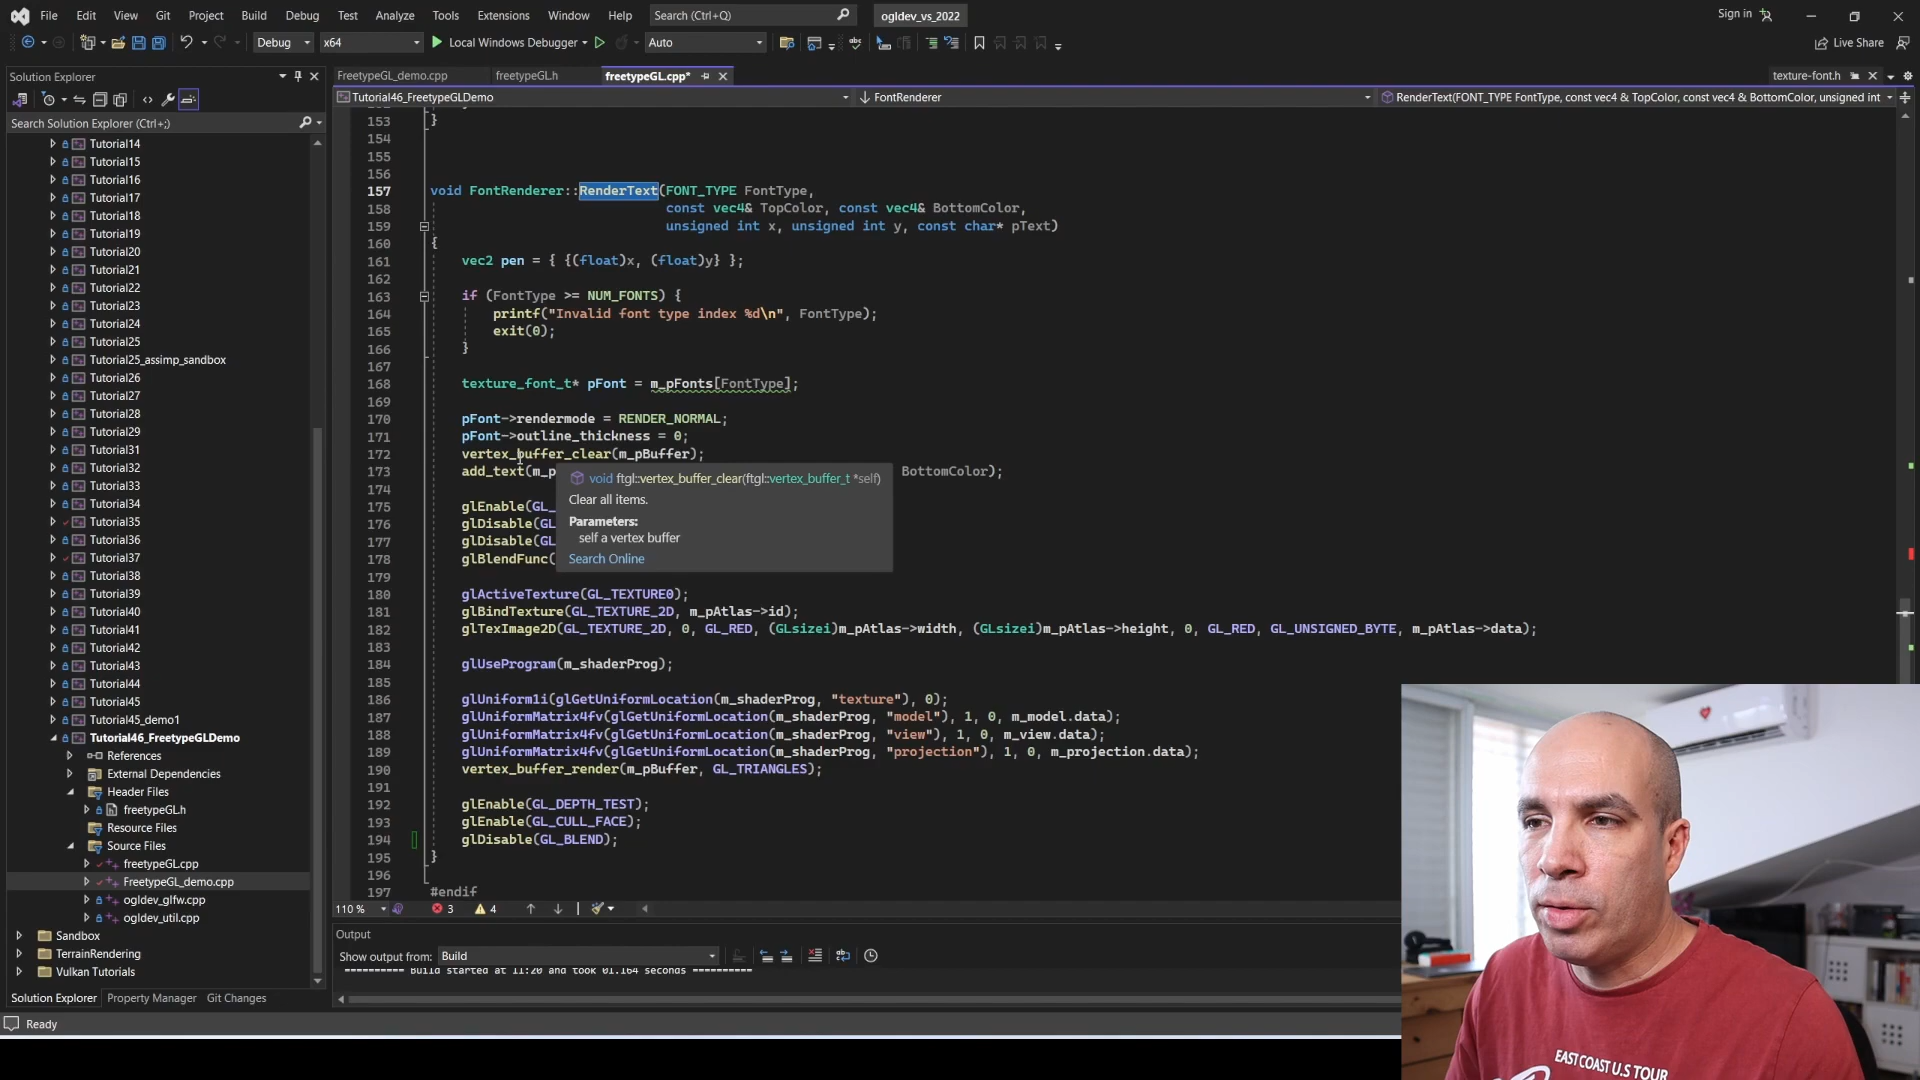 File Edit View Git Project Build Debug Test Analyze Tools Extensions Window Help Search (Ctrl+Q) ogldev_vs_2022 Sign in
Debug x64 Local Windows Debugger Auto Live Share
Solution Explorer
FreetypeGL_demo.cpp freetypeGL.h freetypeGL.cpp* texture-font.h
Tutorial46_FreetypeGLDemo FontRenderer RenderText(FONT_TYPE FontType, const vec4 & TopColor, const vec4 & BottomColor, unsigned int
Search Solution Explorer (Ctrl+;)
Tutorial14
Tutorial15
Tutorial16
Tutorial17
Tutorial18
Tutorial19
Tutorial20
Tutorial21
Tutorial22
Tutorial23
Tutorial24
Tutorial25
Tutorial25_assimp_sandbox
Tutorial26
Tutorial27
Tutorial28
Tutorial29
Tutorial31
Tutorial32
Tutorial33
Tutorial34
Tutorial35
Tutorial36
Tutorial37
Tutorial38
Tutorial39
Tutorial40
Tutorial41
Tutorial42
Tutorial43
Tutorial44
Tutorial45
Tutorial45_demo1
Tutorial46_FreetypeGLDemo
References
External Dependencies
Header Files
freetypeGL.h
Resource Files
Source Files
freetypeGL.cpp
FreetypeGL_demo.cpp
ogldev_glfw.cpp
ogldev_util.cpp
Sandbox
TerrainRendering
Vulkan Tutorials
Solution Explorer Property Manager Git Changes
153 }
154
155
156
157 void FontRenderer::RenderText(FONT_TYPE FontType,
158 const vec4& TopColor, const vec4& BottomColor,
159 unsigned int x, unsigned int y, const char* pText)
160 {
161 vec2 pen = { {(float)x, (float)y} };
162
163 if (FontType >= NUM_FONTS) {
164 printf("Invalid font type index %d\n", FontType);
165 exit(0);
166 }
167
168 texture_font_t* pFont = m_pFonts[FontType];
169
170 pFont->rendermode = RENDER_NORMAL;
171 pFont->outline_thickness = 0;
172 vertex_buffer_clear(m_pBuffer);
173 add_text(m_p BottomColor);
174
175 glEnable(GL_
176 glDisable(GL_
177 glDisable(GL_
178 glBlendFunc(
179
180 glActiveTexture(GL_TEXTURE0);
181 glBindTexture(GL_TEXTURE_2D, m_pAtlas->id);
182 glTexImage2D(GL_TEXTURE_2D, 0, GL_RED, (GLsizei)m_pAtlas->width, (GLsizei)m_pAtlas->height, 0, GL_RED, GL_UNSIGNED_BYTE, m_pAtlas->data);
183
184 glUseProgram(m_shaderProg);
185
186 glUniform1i(glGetUniformLocation(m_shaderProg, "texture"), 0);
187 glUniformMatrix4fv(glGetUniformLocation(m_shaderProg, "model"), 1, 0, m_model.data);
188 glUniformMatrix4fv(glGetUniformLocation(m_shaderProg, "view"), 1, 0, m_view.data);
189 glUniformMatrix4fv(glGetUniformLocation(m_shaderProg, "projection"), 1, 0, m_projection.data);
190 vertex_buffer_render(m_pBuffer, GL_TRIANGLES);
191
192 glEnable(GL_DEPTH_TEST);
193 glEnable(GL_CULL_FACE);
194 glDisable(GL_BLEND);
195 }
196
197 #endif
void ftgl::vertex_buffer_clear(ftgl::vertex_buffer_t *self)
Clear all items.
Parameters:
self a vertex buffer
Search Online
110 % 3 4
Output
Show output from: Build
========== Build started at 11:20 and took 01.164 seconds ==========
Ready
EAST COAST U.S TOUR